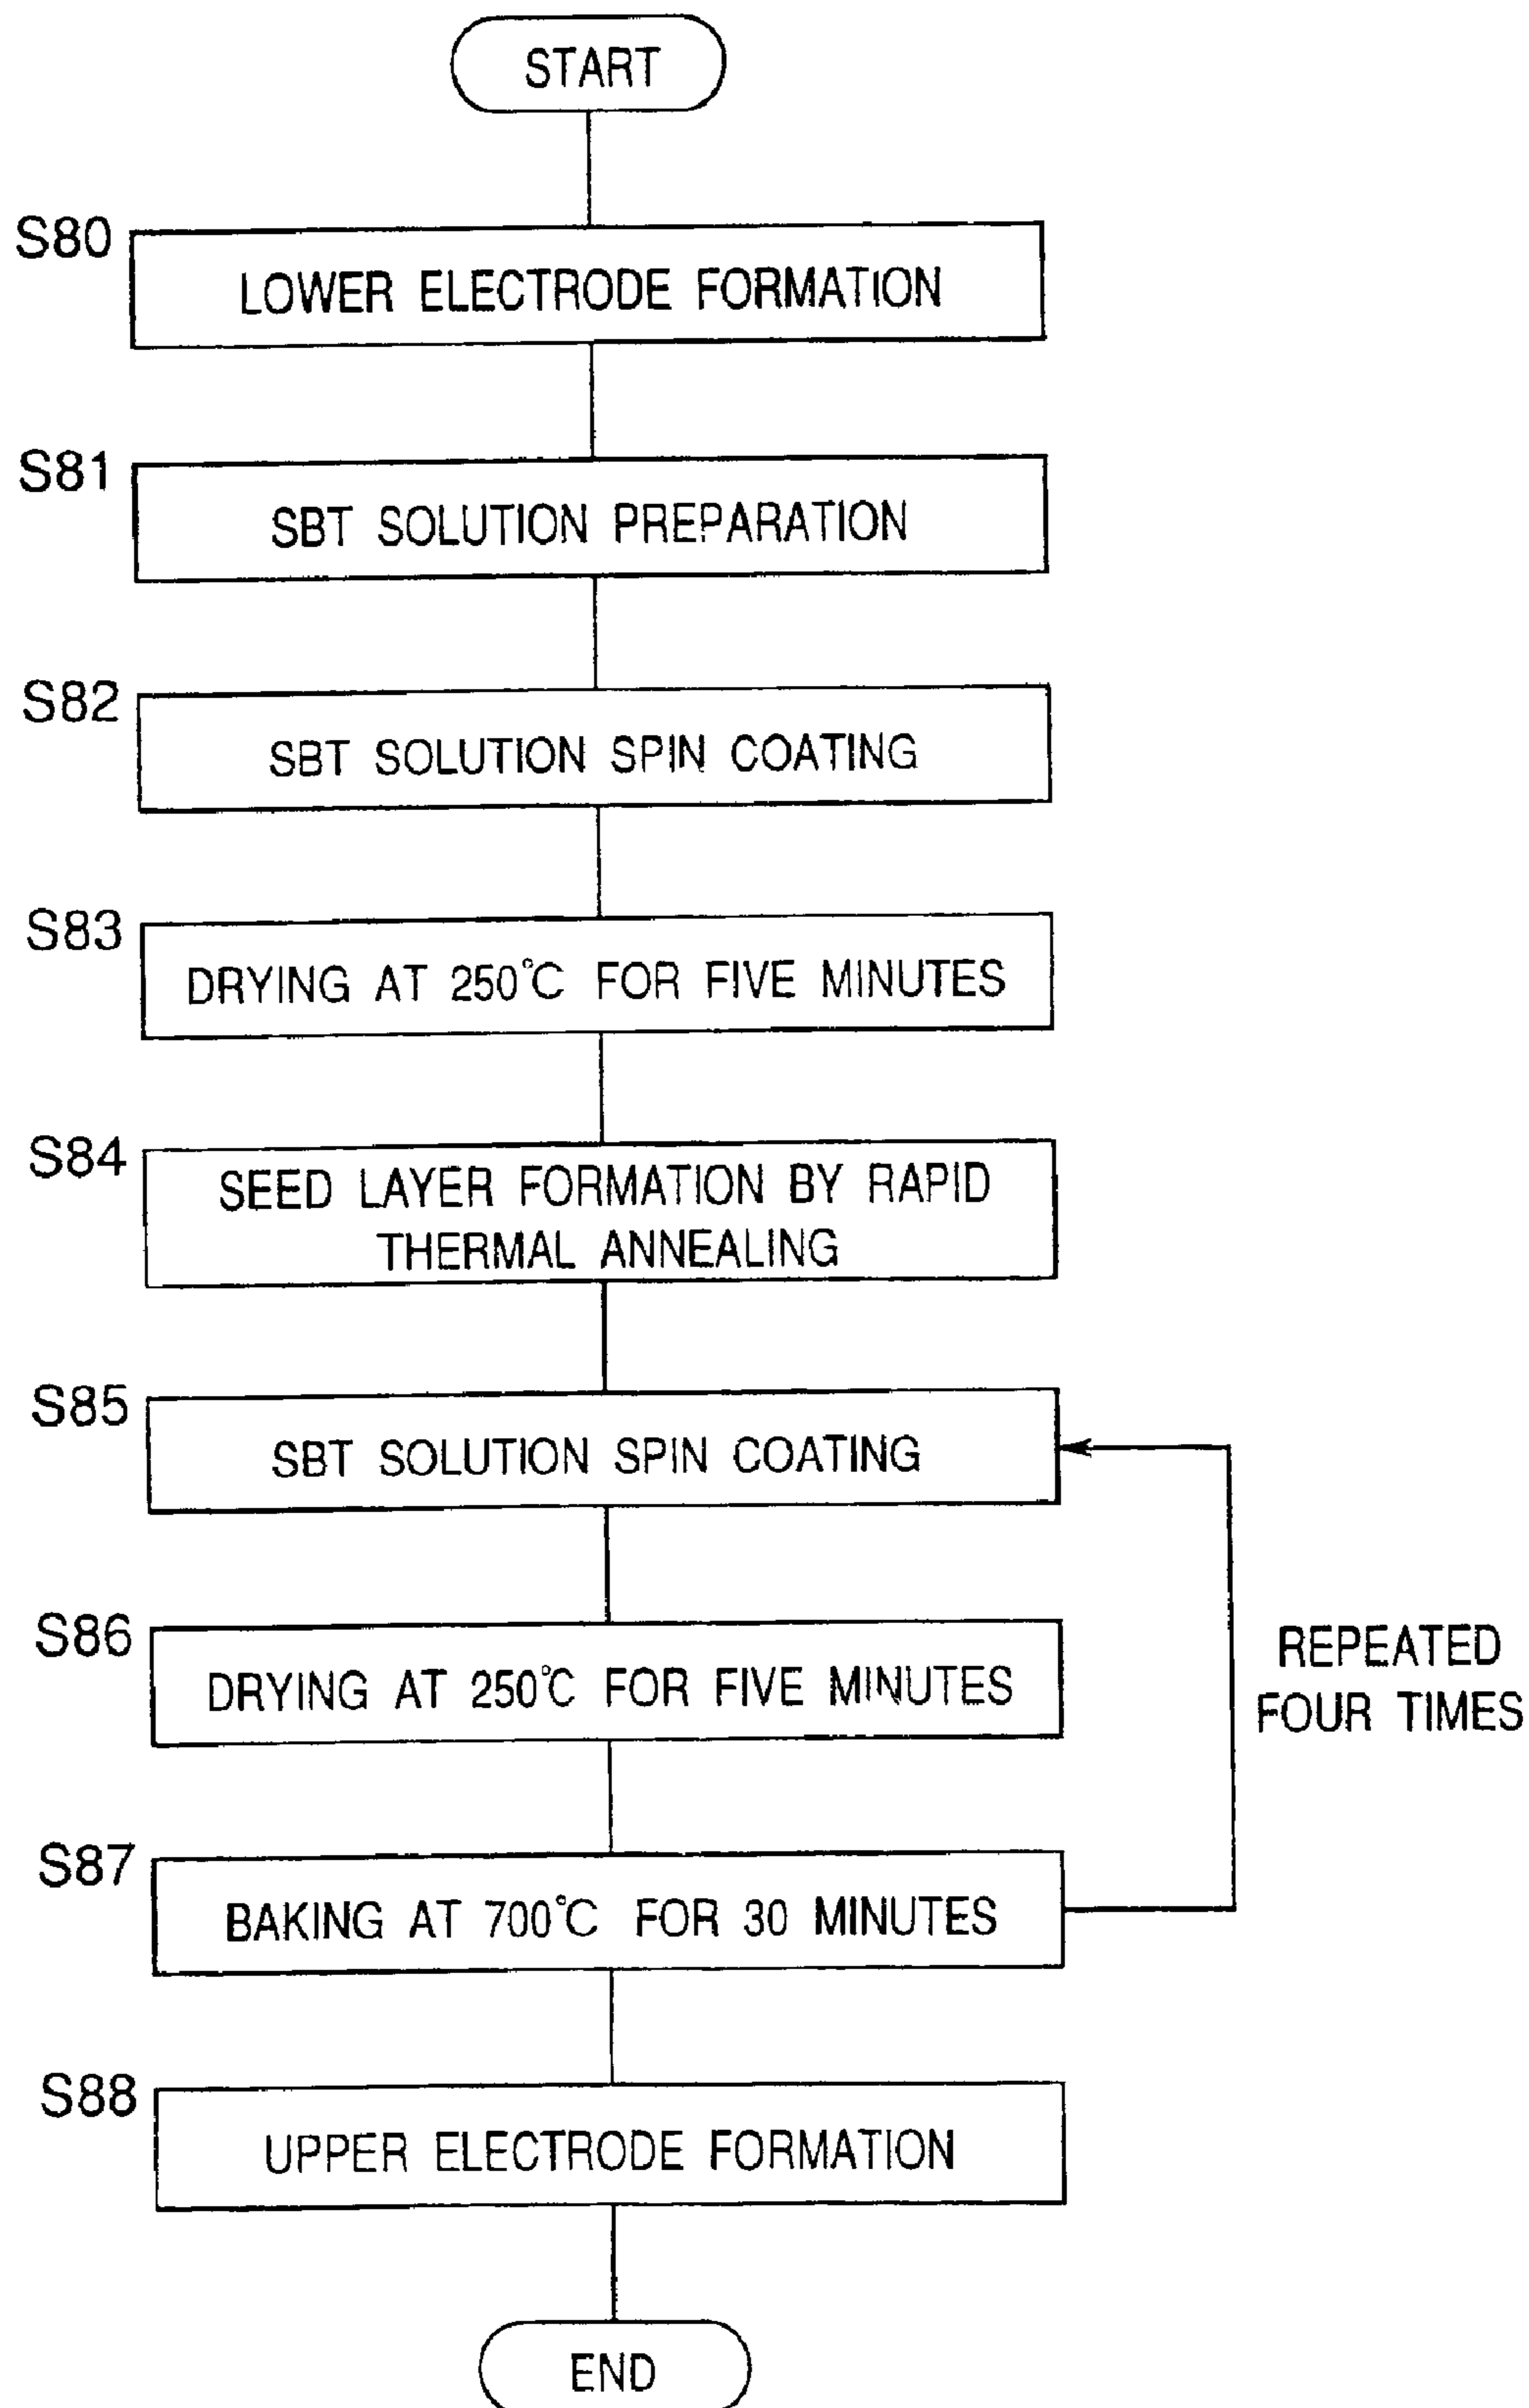 START
S80
LOWER ELECTRODE FORMATION
S81
SBT SOLUTION PREPARATION
S82
SBT SOLUTION SPIN COATING
S83
DRYING AT 250°C FOR FIVE MINUTES
S84
SEED LAYER FORMATION BY RAPID
THERMAL ANNEALING
S85
SBT SOLUTION SPIN COATING
S86
DRYING AT 250°C FOR FIVE MINUTES
REPEATED
FOUR TIMES
S87
BAKING AT 700°C FOR 30 MINUTES
S88
UPPER ELECTRODE FORMATION
END